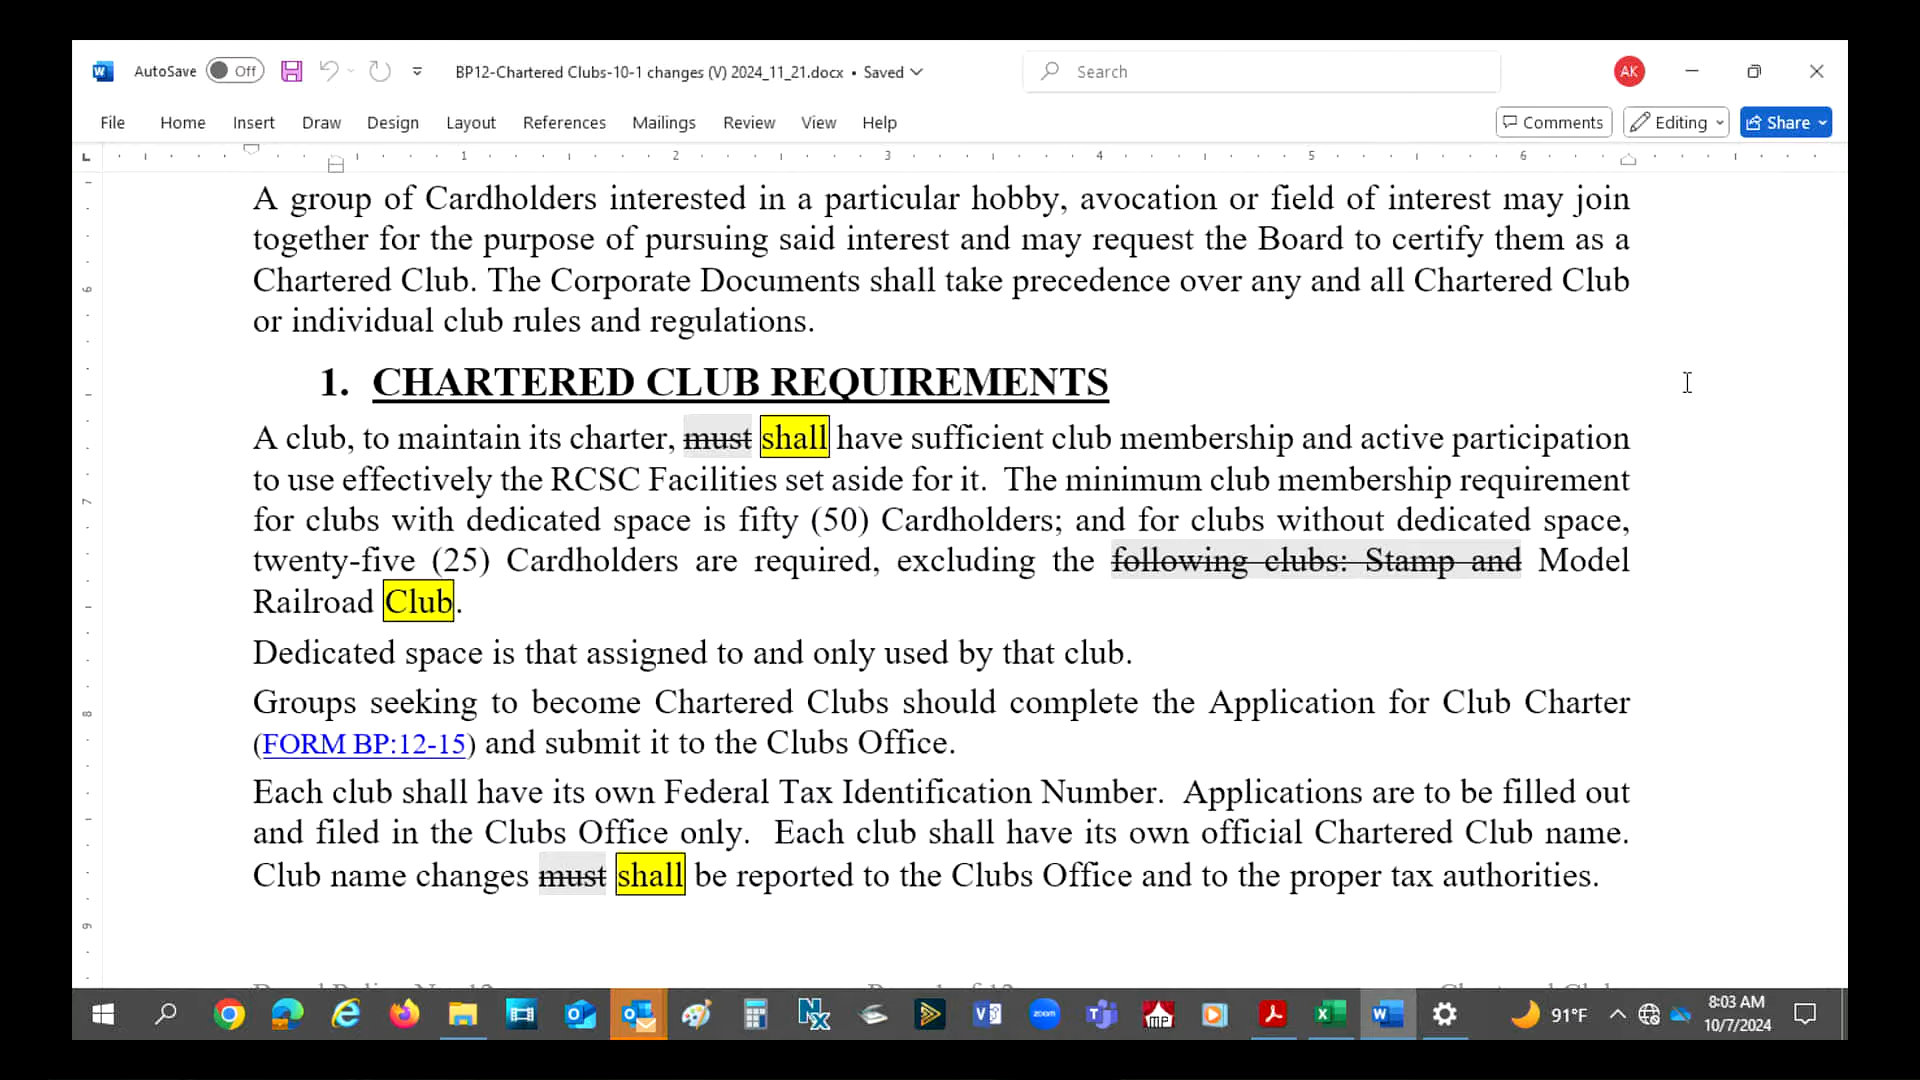 AutoSave Off BP12-Chartered Clubs-10-1 changes (V) 2024_11_21.docx • Saved Search AK
File Home Insert Draw Design Layout References Mailings Review View Help Comments Editing Share
1 2 3 4 5 6
A group of Cardholders interested in a particular hobby, avocation or field of interest may join
together for the purpose of pursuing said interest and may request the Board to certify them as a
Chartered Club. The Corporate Documents shall take precedence over any and all Chartered Club
or individual club rules and regulations.
1. CHARTERED CLUB REQUIREMENTS
A club, to maintain its charter, must shall have sufficient club membership and active participation
to use effectively the RCSC Facilities set aside for it. The minimum club membership requirement
for clubs with dedicated space is fifty (50) Cardholders; and for clubs without dedicated space,
twenty-five (25) Cardholders are required, excluding the following clubs: Stamp and Model
Railroad Club.
Dedicated space is that assigned to and only used by that club.
Groups seeking to become Chartered Clubs should complete the Application for Club Charter
(FORM BP:12-15) and submit it to the Clubs Office.
Each club shall have its own Federal Tax Identification Number. Applications are to be filled out
and filed in the Clubs Office only. Each club shall have its own official Chartered Club name.
Club name changes must shall be reported to the Clubs Office and to the proper tax authorities.
91°F 8:03 AM
10/7/2024